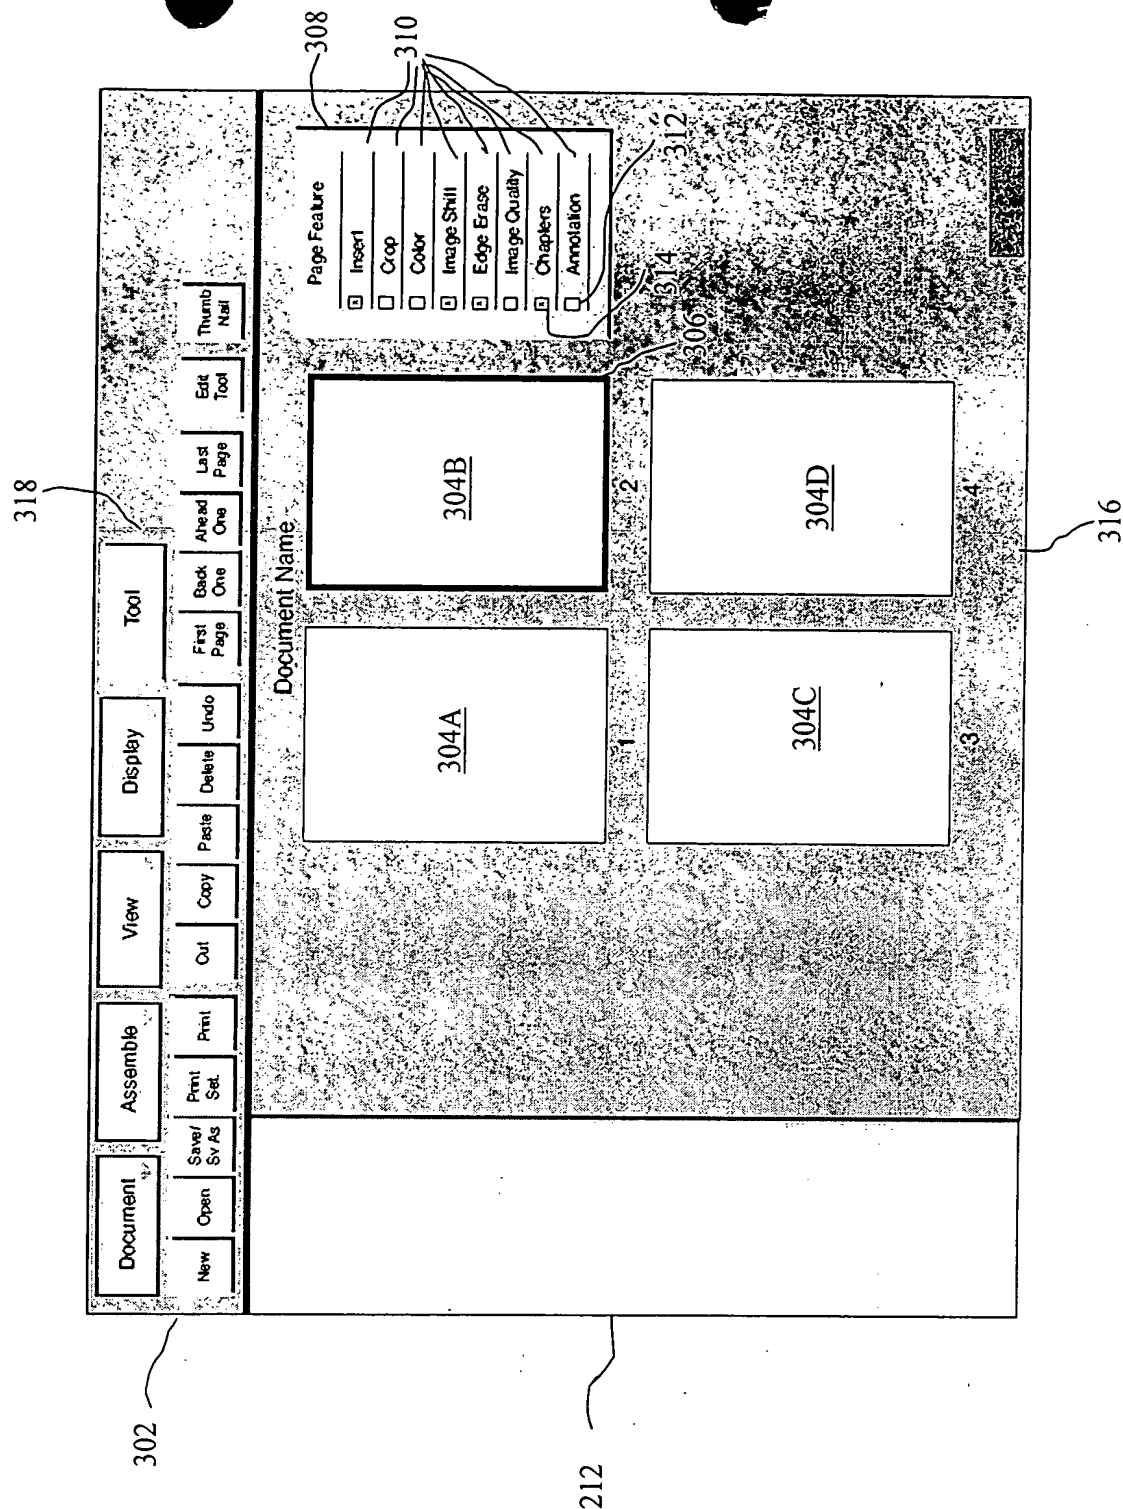 318
302
Document
Assemble
View
Display
Tool
New
Open
Save/
Sv As
Print
Set.
Print
Cut
Copy
Paste
Delete
Undo
First
Page
Back
One
Ahead
One
Last
Page
Edit
Tool
Thumb
Nail
308
310
Document Name
Page Feature
Insert
Crop
Color
Image Shift
Edge Erase
Image Quality
Chapters
Annotation
304A
304B
1
2
304C
304D
3
4
306
314
312
212
316